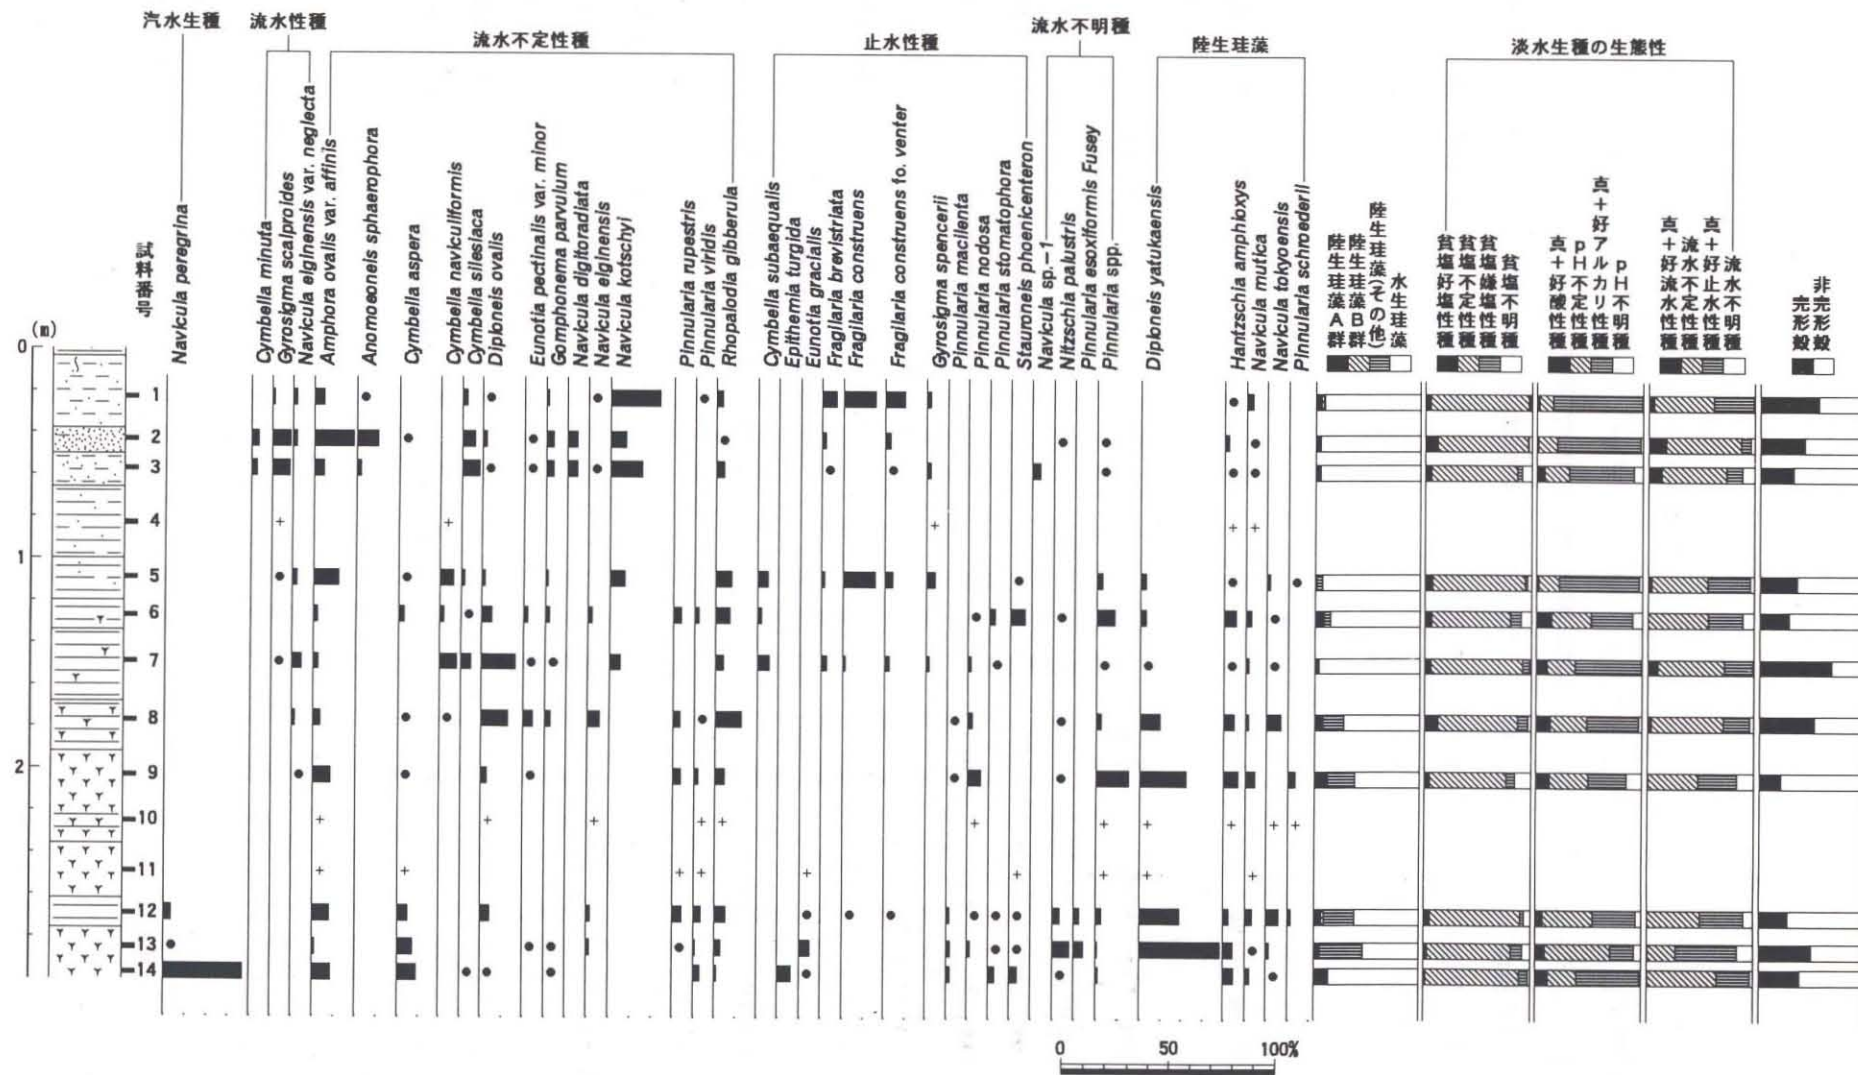 汽水生種
流水性種
流水不定性種
止水性種
流水不明種
陸生珪藻
淡水生種の生態性
試料番号
Navicula peregrina
Cymbella minuta
Gyrosigma scalproides
Navicula elginensis var. neglecta
Amphora ovalis var. affinis
Anomoeoneis sphaerophora
Cymbella aspera
Cymbella naviculiformis
Cymbella silesiaca
Diploneis ovalis
Eunotia pectinalis var. minor
Gomphonema parvulum
Navicula digitoradiata
Navicula elginensis
Navicula kotschyi
Pinnularia rupestris
Pinnularia viridis
Rhopalodia gibberula
Cymbella subaequalis
Epithemia turgida
Eunotia gracialis
Fragilaria brevistriata
Fragilaria construens
Fragilaria construens fo. venter
Gyrosigma spencerii
Pinnularia macilenta
Pinnularia nodosa
Pinnularia stomatophora
Stauroneis phoenicenteron
Navicula sp.-1
Nitzschia palustris
Pinnularia esoxiformis Fusey
Pinnularia spp.
Diploneis yatukaensis
Hantzschia amphioxys
Navicula mutica
Navicula tokyoensis
Pinnularia schroederii
陸生珪藻A群
陸生珪藻B群
陸生珪藻(その他)
水生珪藻
貧塩好塩性種
貧塩不定性種
貧塩嫌塩性種
貧塩不明種
真+好酸性種
pH不定性種
真+好アルカリ性種
pH不明種
真+好流水性種
流水不定性種
真+好止水性種
流水不明種
完形殻
非完形殻
(m)
0
1
2
1
2
3
4
5
6
7
8
9
10
11
12
13
14
0 50 100%